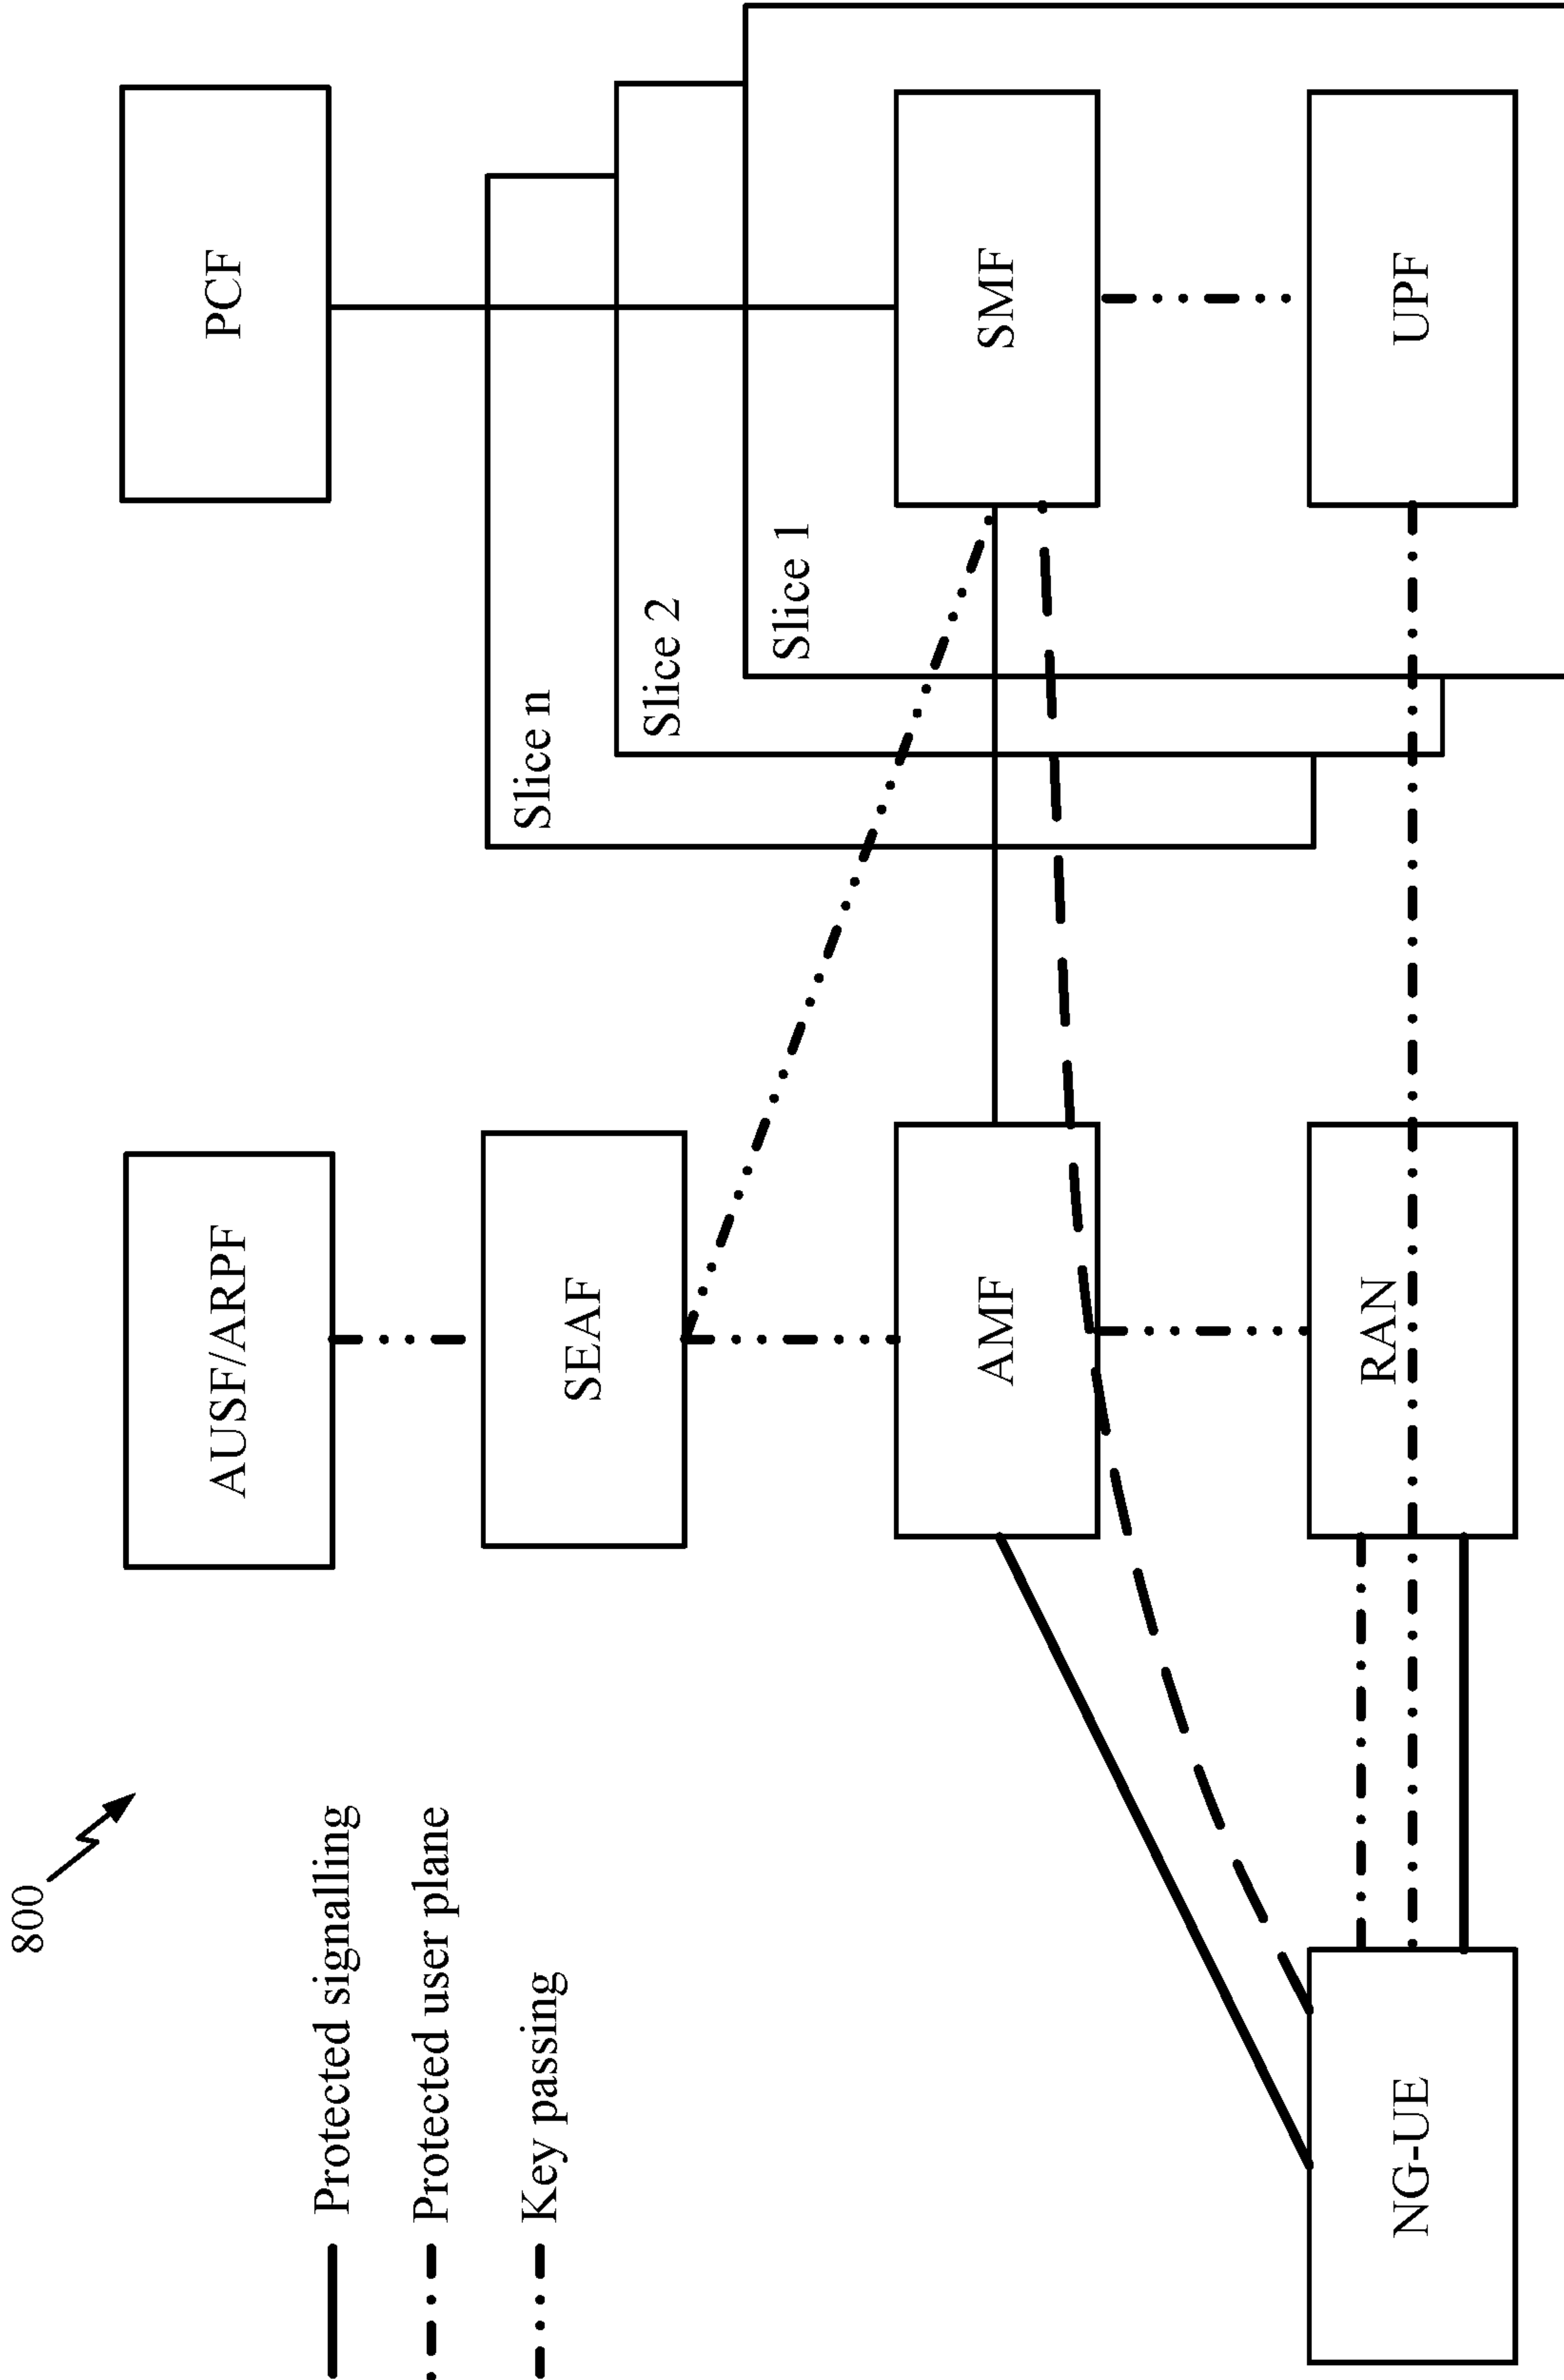 800
Protected signalling
Protected user plane
Key passing
AUSF/ARPF
PCF
SEAF
Slice n
Slice 2
Slice 1
AMF
SMF
NG-UE
RAN
UPF